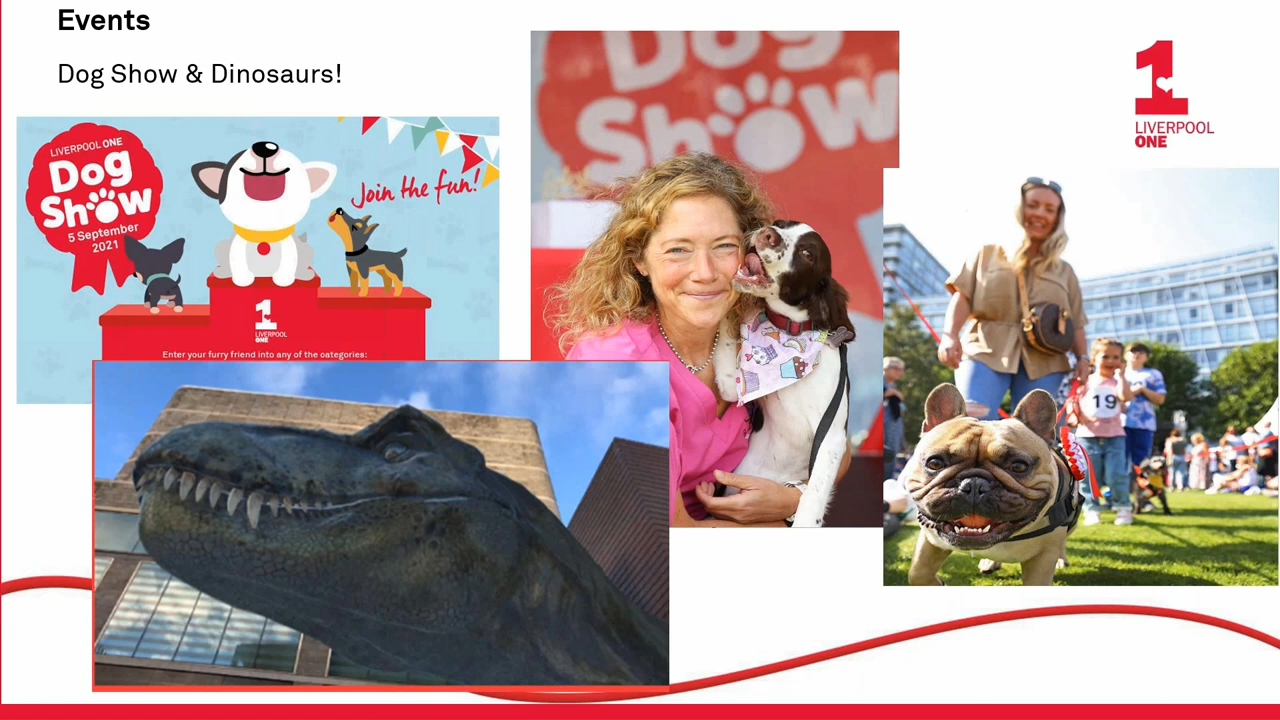 Events
Dog Show & Dinosaurs!
LIVERPOOL ONE
Dog
Show
5 September
2021
Join the fun!
1
LIVERPOOL
ONE
Enter your furry friend into any of the categories:
Dog
Show
19
1
LIVERPOOL
ONE